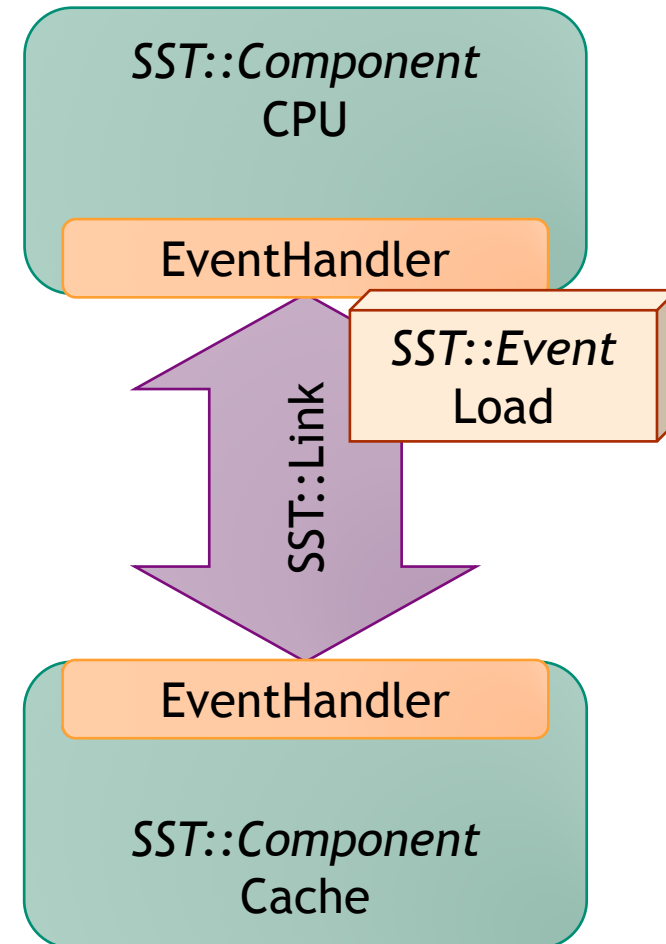 SST::Component
CPU
EventHandler
SST::Event
Load
SST::Link
EventHandler
SST::Component
Cache